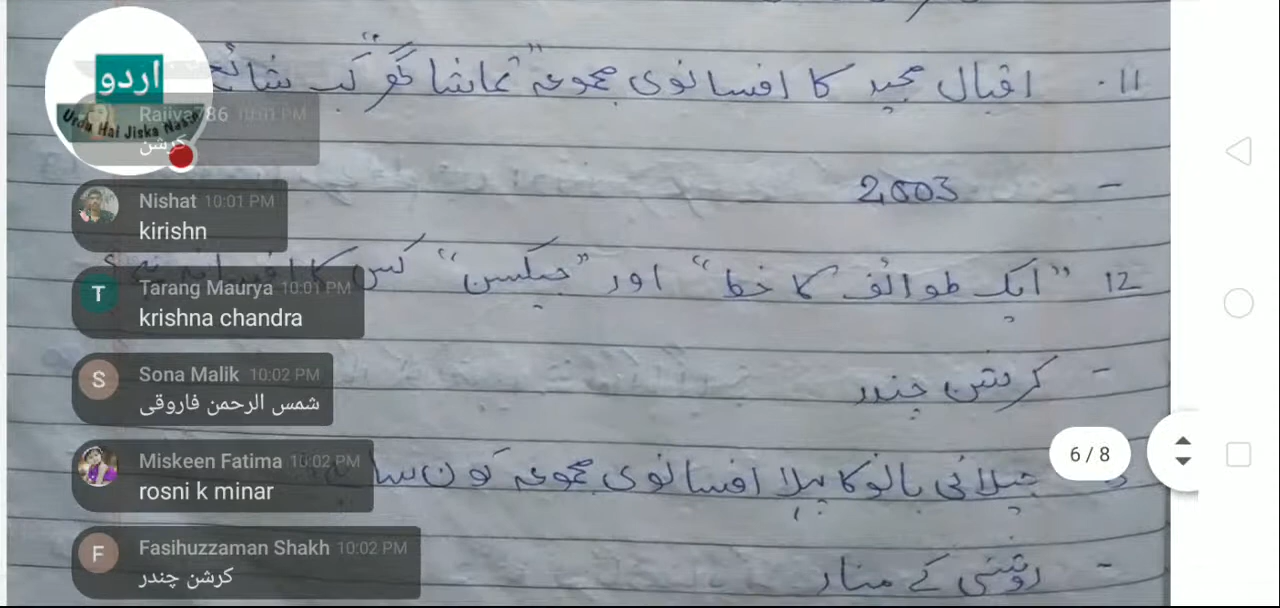 اردو
Urdu Hai Jiska Naam
11. اقبال مجید کا افسانوی مجموعہ "تماشا گھر" کب شائع
- 2003
12 "ایک طوائف کا خط" اور "جیکسن" کس کا افسانہ ہے؟
- کرشن چندر
جیلانی بانو کا پہلا افسانوی مجموعہ کون سا
- روشنی کے مینار
10:01 PM
کرشن
Nishat 10:01 PM
kirishn
Tarang Maurya 10:01 PM
krishna chandra
S
Sona Malik 10:02 PM
شمس الرحمن فاروقی
Miskeen Fatima 10:02 PM
rosni k minar
F
Fasihuzzaman Shakh 10:02 PM
کرشن چندر
T
6/8